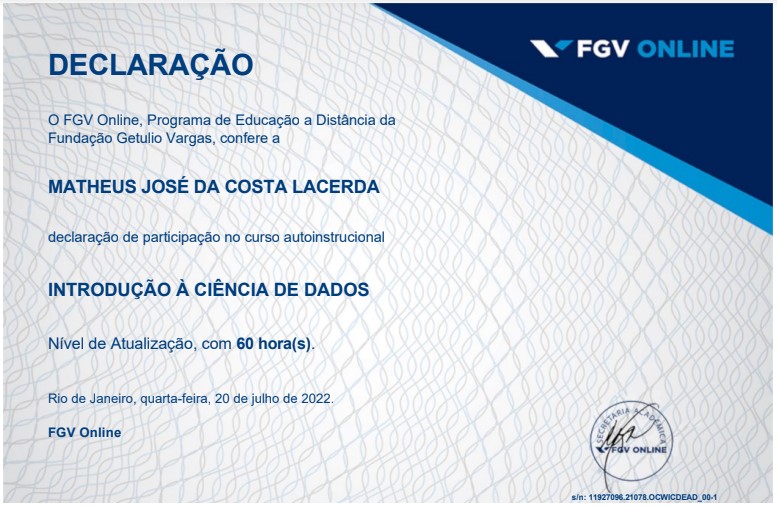 FGV ONLINE
DECLARAÇÃO
O FGV Online, Programa de Educação a Distância da
Fundação Getulio Vargas, confere a
MATHEUS JOSÉ DA COSTA LACERDA
declaração de participação no curso autoinstrucional
INTRODUÇÃO À CIÊNCIA DE DADOS
Nível de Atualização, com 60 hora(s).
Rio de Janeiro, quarta-feira, 20 de julho de 2022.
FGV Online
SECRETARIA ACADÊMICA
FGV ONLINE
s/n: 11927096.21078.OCWICDEAD_00-1